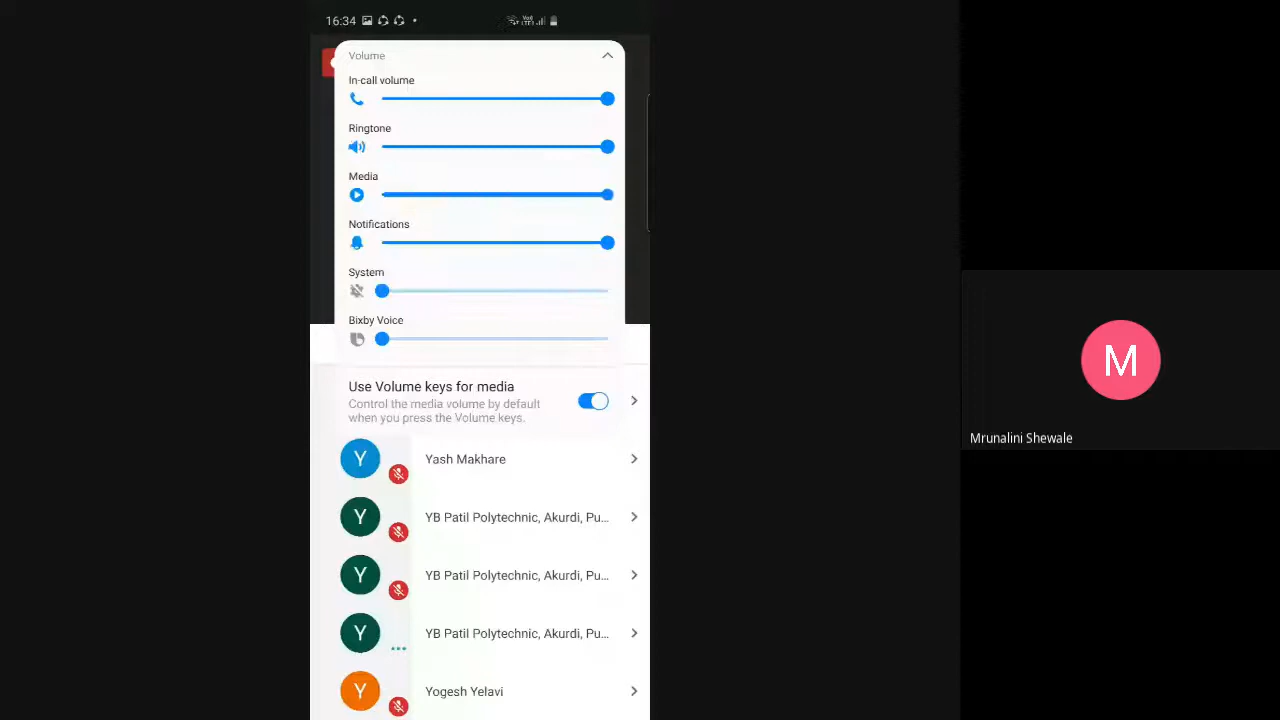 16:34
Volume
In-call volume
Ringtone
Media
Notifications
System
Bixby Voice
Use Volume keys for media
Control the media volume by default
when you press the Volume keys.
Y
Yash Makhare
Y
YB Patil Polytechnic, Akurdi, Pu...
Y
YB Patil Polytechnic, Akurdi, Pu...
Y
YB Patil Polytechnic, Akurdi, Pu...
Y
Yogesh Yelavi
M
Mrunalini Shewale